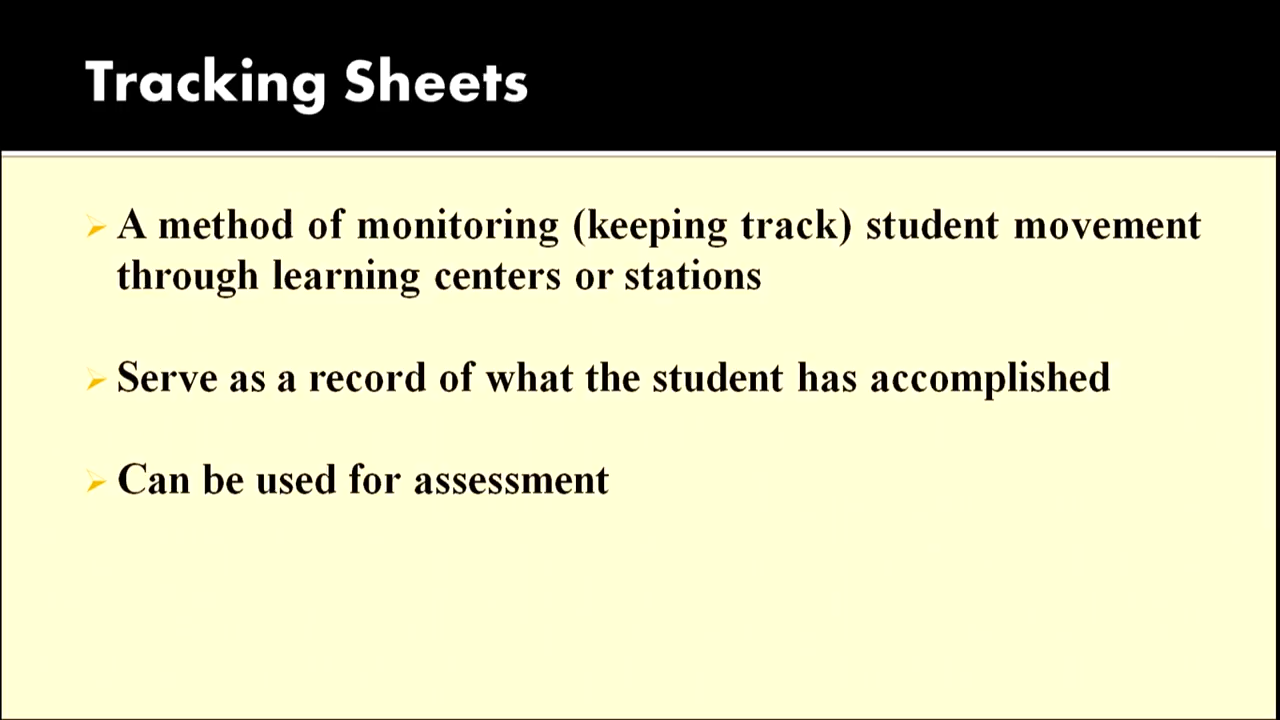 Tracking Sheets
➢ A method of monitoring (keeping track) student movement
through learning centers or stations
➢ Serve as a record of what the student has accomplished
➢ Can be used for assessment